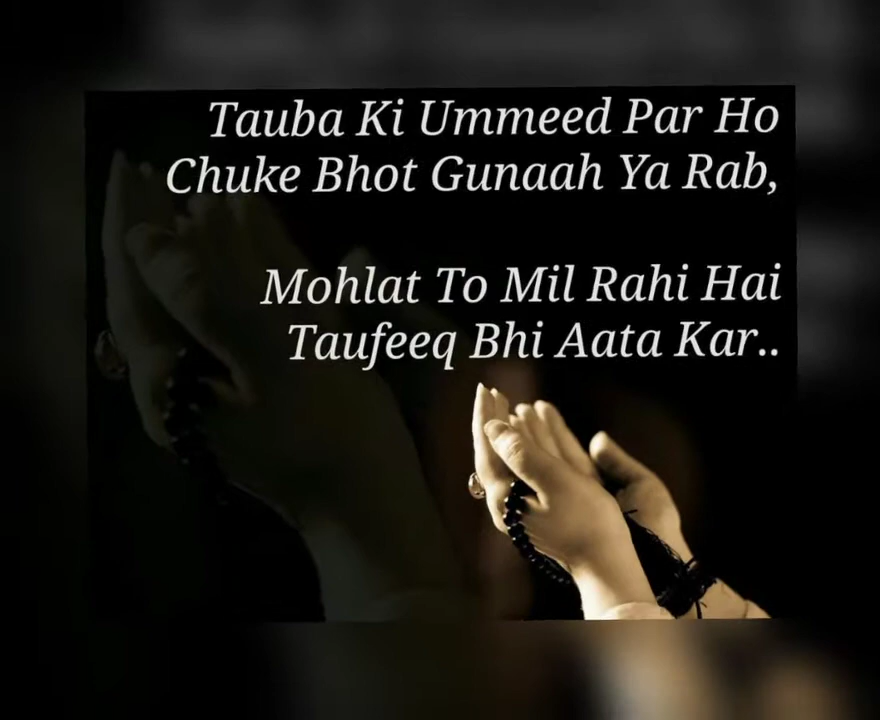 Tauba Ki Ummeed Par Ho
Chuke Bhot Gunaah Ya Rab,
Mohlat To Mil Rahi Hai
Taufeeq Bhi Aata Kar..